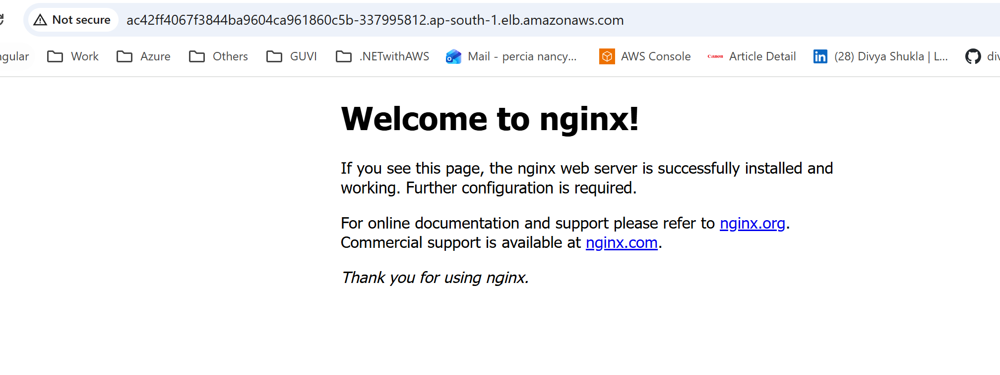 Not secure ac42ff4067f3844ba9604ca961860c5b-337995812.ap-south-1.elb.amazonaws.com
ngular Work Azure Others GUVI .NETwithAWS Mail - percia nancy... AWS Console Canon Article Detail (28) Divya Shukla | L... div
Welcome to nginx!
If you see this page, the nginx web server is successfully installed and
working. Further configuration is required.
For online documentation and support please refer to nginx.org.
Commercial support is available at nginx.com.
Thank you for using nginx.